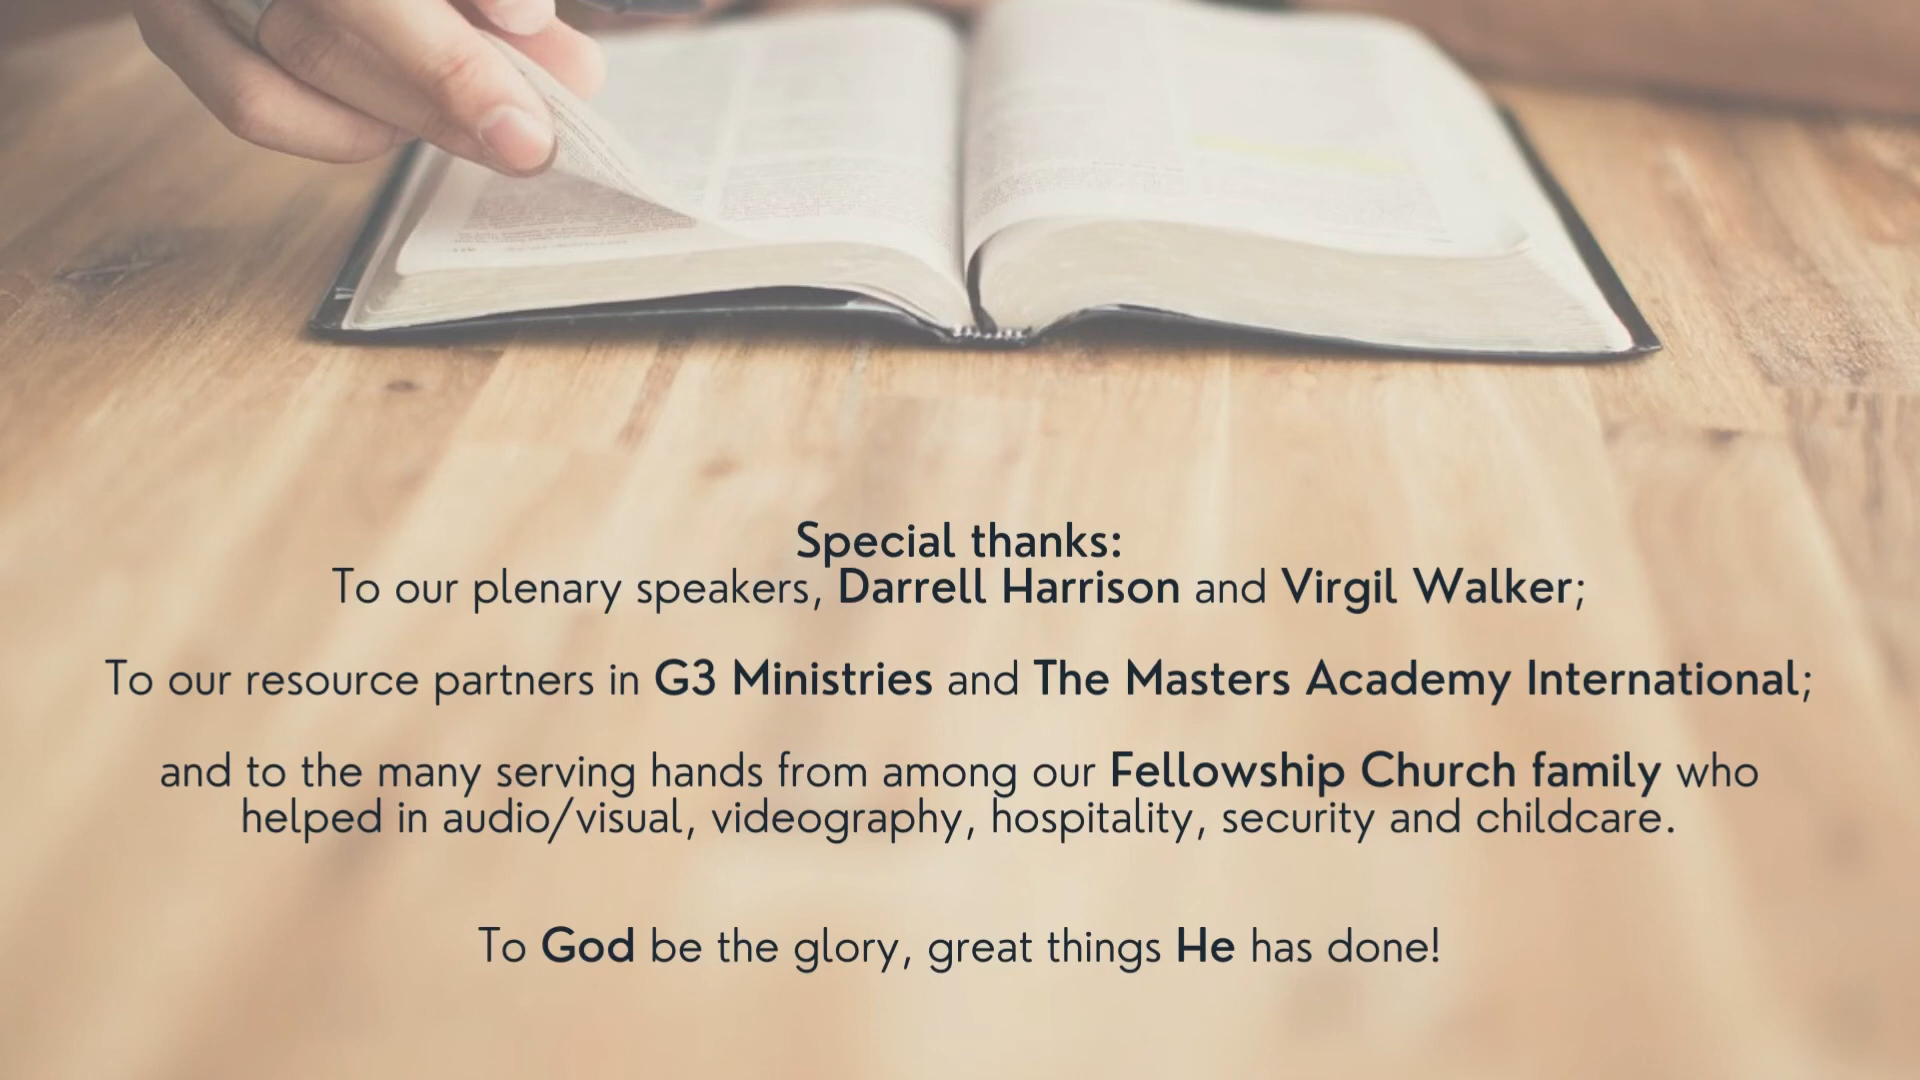 Special thanks:
To our plenary speakers, Darrell Harrison and Virgil Walker;
To our resource partners in G3 Ministries and The Masters Academy International;
and to the many serving hands from among our Fellowship Church family who
helped in audio/visual, videography, hospitality, security and childcare.
To God be the glory, great things He has done!